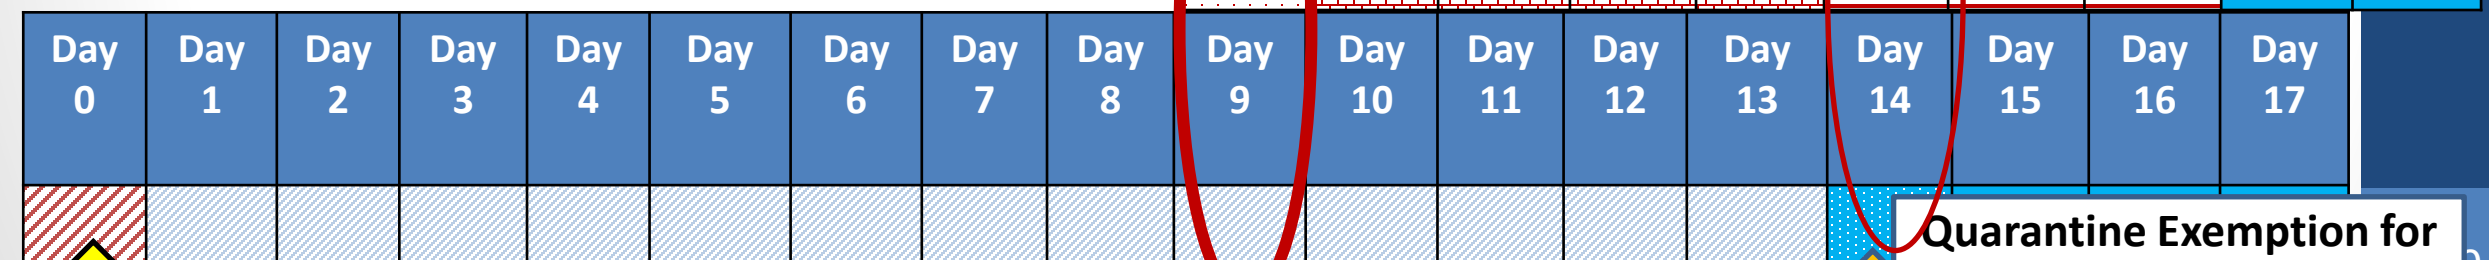 Day Day Day Day Day Day Day Day Day Day Day Day Day Day Day Day Day Day
0 1 2 3 4 5 6 7 8 9 10 11 12 13 14 15 16 17
Quarantine Exemption for